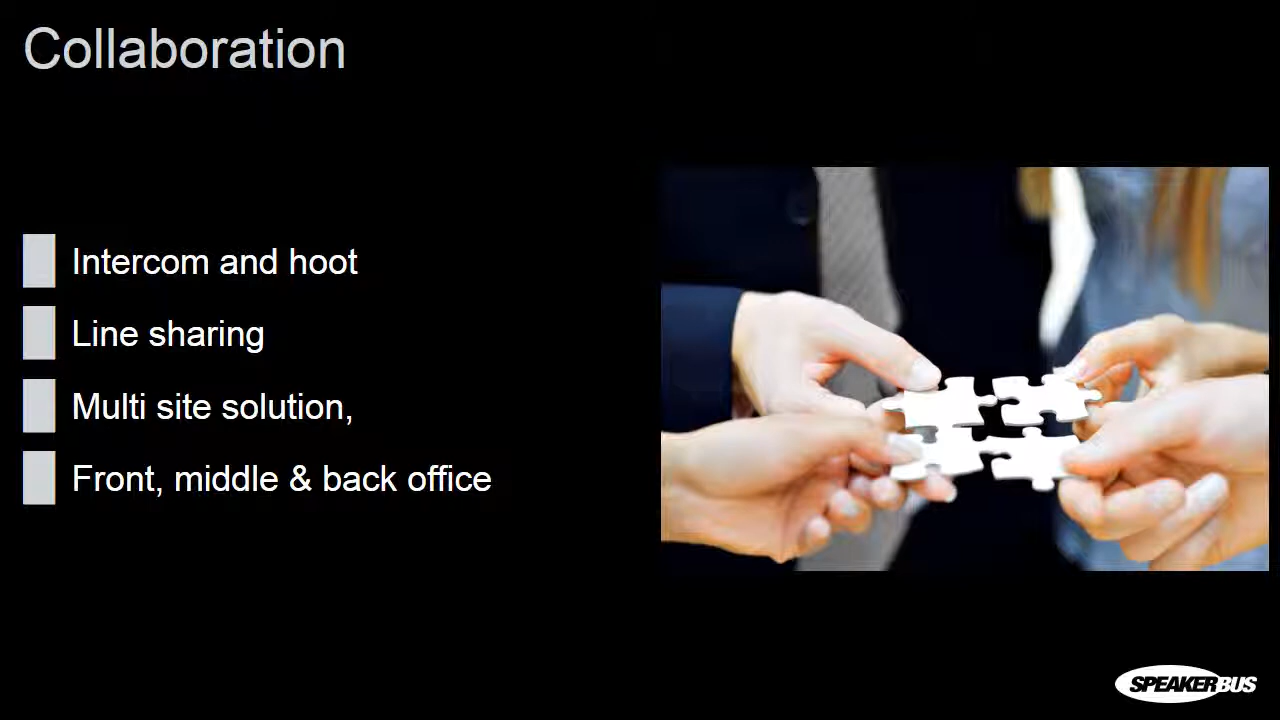 Collaboration
Intercom and hoot
Line sharing
Multi site solution,
Front, middle & back office
SPEAKERBUS